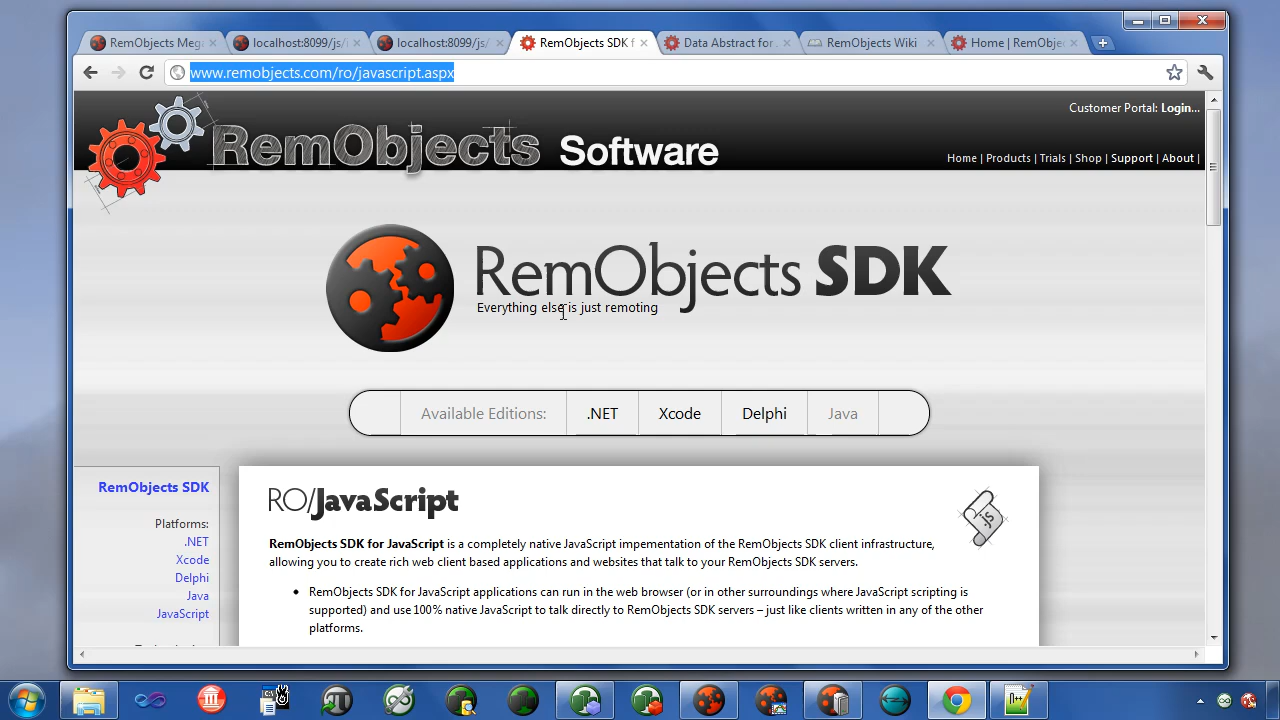 RemObjects Meg
localhost:8099/js/
localhost:8099/js/
RemObjects SDK f
Data Abstract for
RemObjects Wiki
Home | RemObje
www.remobjects.com/ro/javascript.aspx
Customer Portal: Login...
RemObjects Software
Home | Products | Trials | Shop | Support | About |
RemObjects SDK
Everything else is just remoting
Available Editions: .NET Xcode Delphi Java
RemObjects SDK
Platforms:
.NET
Xcode
Delphi
Java
JavaScript
RO/JavaScript
.js
RemObjects SDK for JavaScript is a completely native JavaScript impementation of the RemObjects SDK client infrastructure,
allowing you to create rich web client based applications and websites that talk to your RemObjects SDK servers.
• RemObjects SDK for JavaScript applications can run in the web browser (or in other surroundings where JavaScript scripting is
supported) and use 100% native JavaScript to talk directly to RemObjects SDK servers – just like clients written in any of the other
platforms.